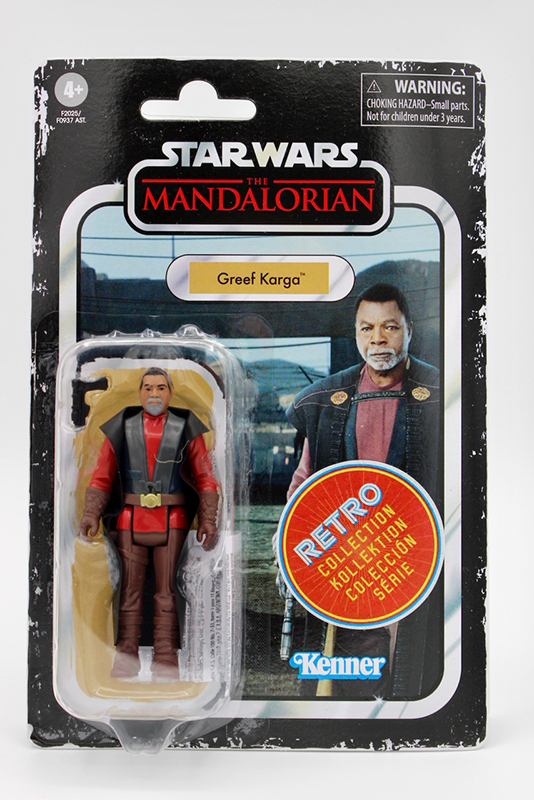 4+
F2025/
F0937 AST.
WARNING:
CHOKING HAZARD–Small parts.
Not for children under 3 years.
STAR WARS
THE
MANDALORIAN
Greef Karga™
RETRO
COLLECTION
KOLLEKTION
COLECCIÓN
SÉRIE
Kenner